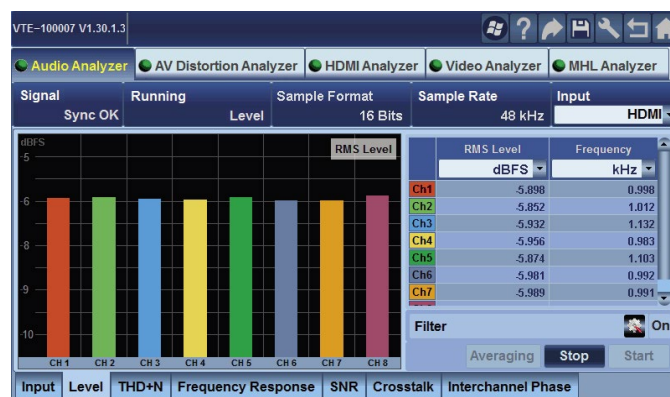 VTE-100007 V1.30.1.3
Audio Analyzer AV Distortion Analyzer HDMI Analyzer Video Analyzer MHL Analyzer
Signal Running Sample Format Sample Rate Input
Sync OK Level 16 Bits 48 kHz HDMI
dBFS
RMS Level
-5
-6
-8
-9
-10
CH 1 CH 2 CH 3 CH 4 CH 5 CH 6 CH 7 CH 8
RMS Level Frequency
dBFS kHz
Ch1 -5.898 0.998
Ch2 -5.852 1.012
Ch3 -5.932 1.132
Ch4 -5.956 0.983
Ch5 -5.874 1.103
Ch6 -5.981 0.992
Ch7 -5.989 0.991
Filter On
Averaging Stop Start
Input Level THD+N Frequency Response SNR Crosstalk Interchannel Phase